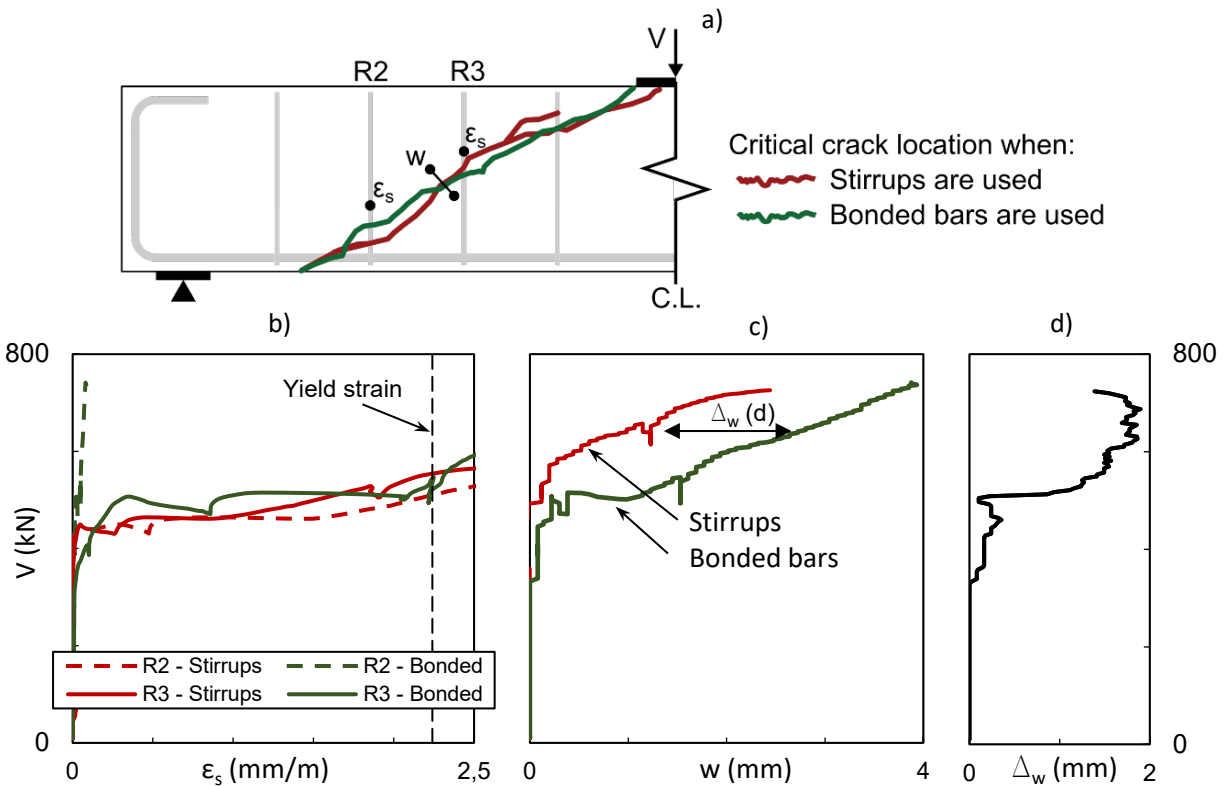 a)
V
R2
R3
εs
w
εs
Critical crack location when:
Stirrups are used
Bonded bars are used
C.L.
b)
c)
d)
800
800
Yield strain
Δw (d)
V (kN)
Stirrups
Bonded bars
R2 - Stirrups
R2 - Bonded
R3 - Stirrups
R3 - Bonded
0
0
0
2,5
0
4
0
2
εs (mm/m)
w (mm)
Δw (mm)